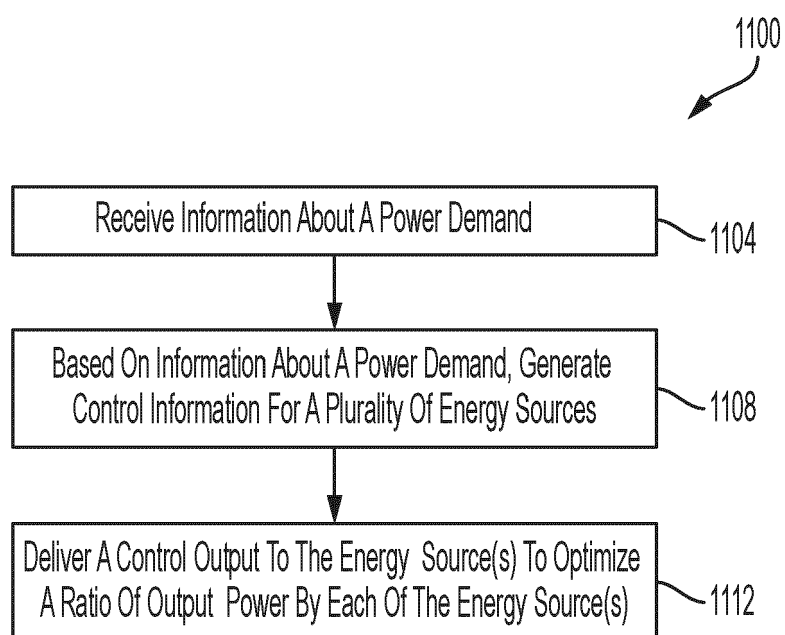 1100
Receive Information About A Power Demand
1104
Based On Information About A Power Demand, Generate
Control Information For A Plurality Of Energy Sources
1108
Deliver A Control Output To The Energy Source(s) To Optimize
A Ratio Of Output Power By Each Of The Energy Source(s)
1112